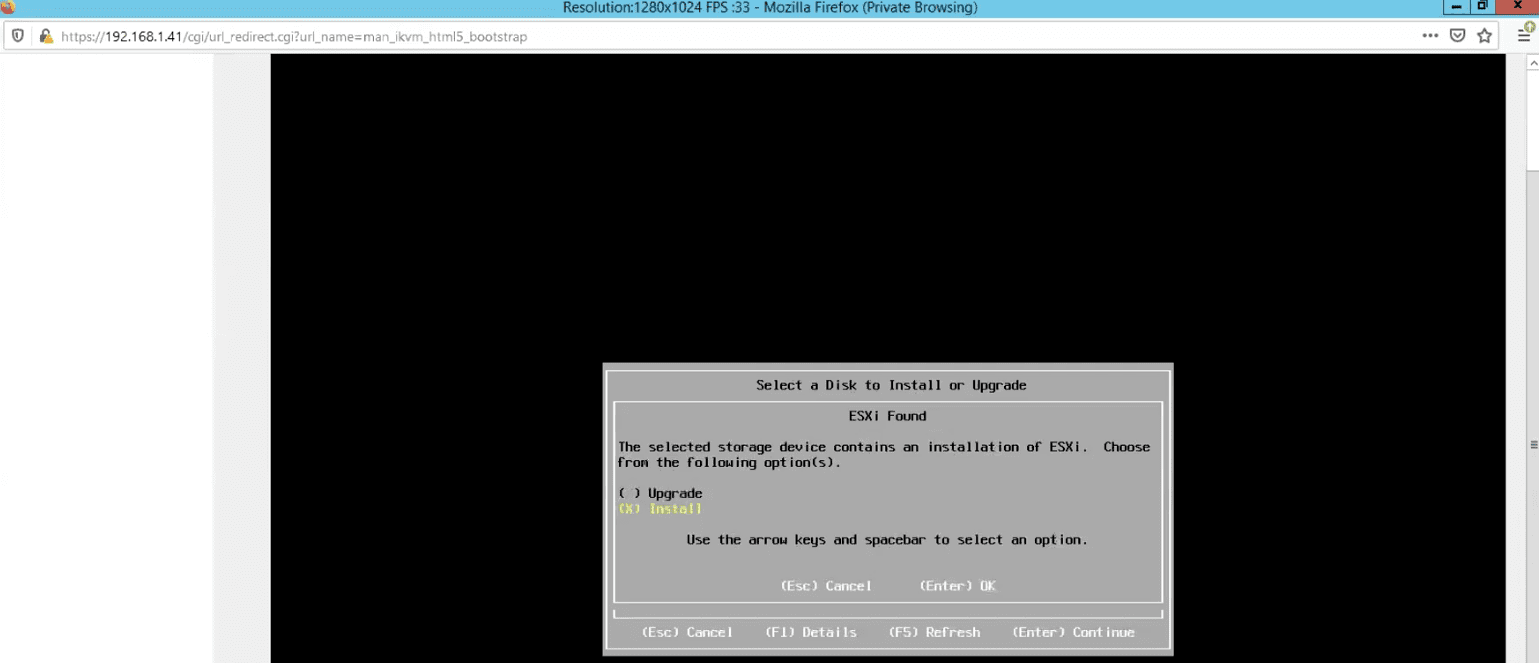 Resolution:1280x1024 FPS :33 - Mozilla Firefox (Private Browsing)
https://192.168.1.41/cgi/url_redirect.cgi?url_name=man_ikvm_html5_bootstrap
Select a Disk to Install or Upgrade
ESXi Found
The selected storage device contains an installation of ESXi. Choose
from the following option(s).
( ) Upgrade
(X) Install
Use the arrow keys and spacebar to select an option.
(Esc) Cancel (Enter) OK
(Esc) Cancel (F1) Details (F5) Refresh (Enter) Continue